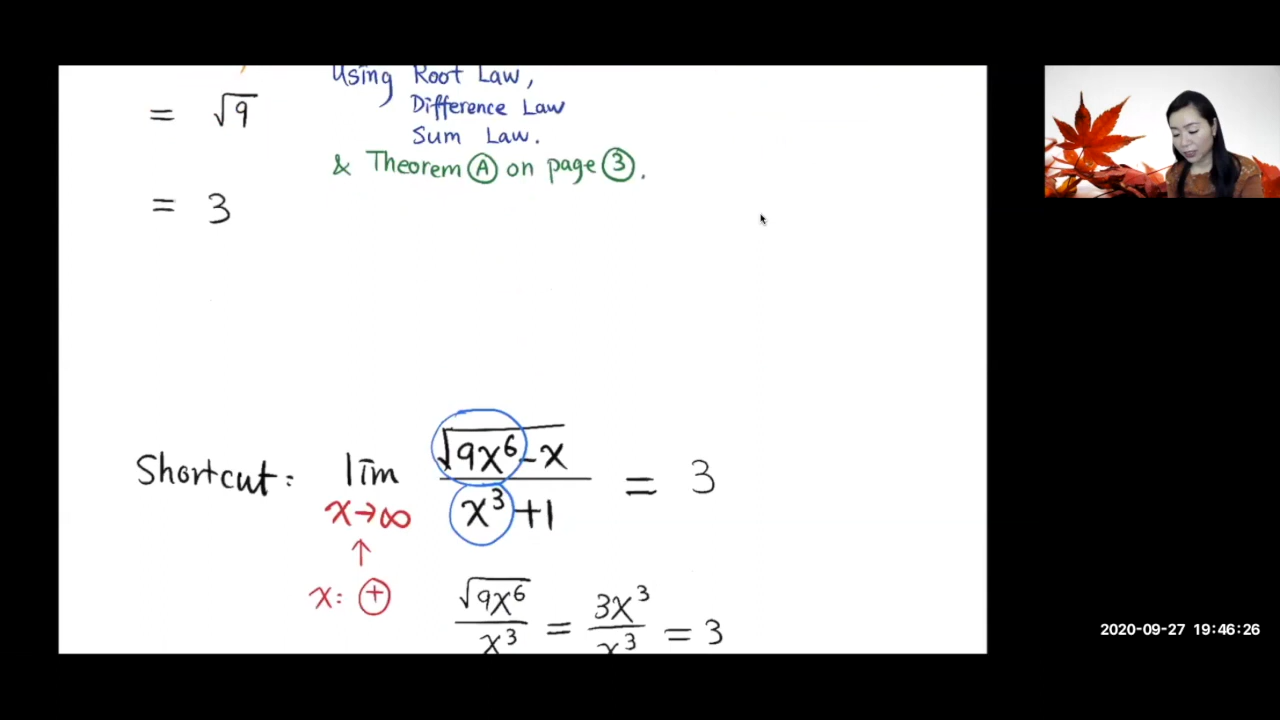 Using Root Law,
= √9
Difference Law
Sum Law.
& Theorem Ⓐ on page ③.
= 3
Shortcut: lim x→∞ (√(9x⁶ - x))/(x³ + 1) = 3
↑
x: ⊕
√(9x⁶)/x³ = 3x³/x³ = 3
2020-09-27 19:46:26